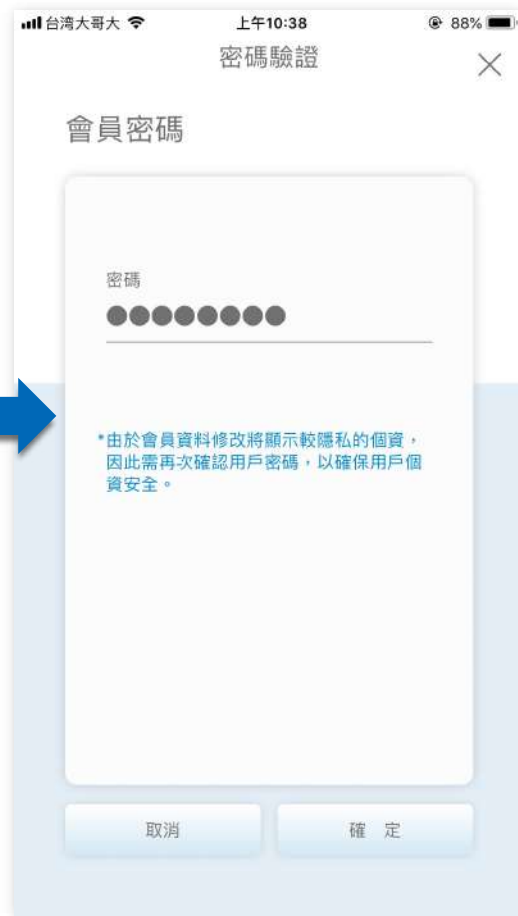 台湾大哥大 上午10:38 88%
密碼驗證
會員密碼
密碼
●●●●●●●●
*由於會員資料修改將顯示較隱私的個資，
因此需再次確認用戶密碼，以確保用戶個
資安全。
取消 確 定